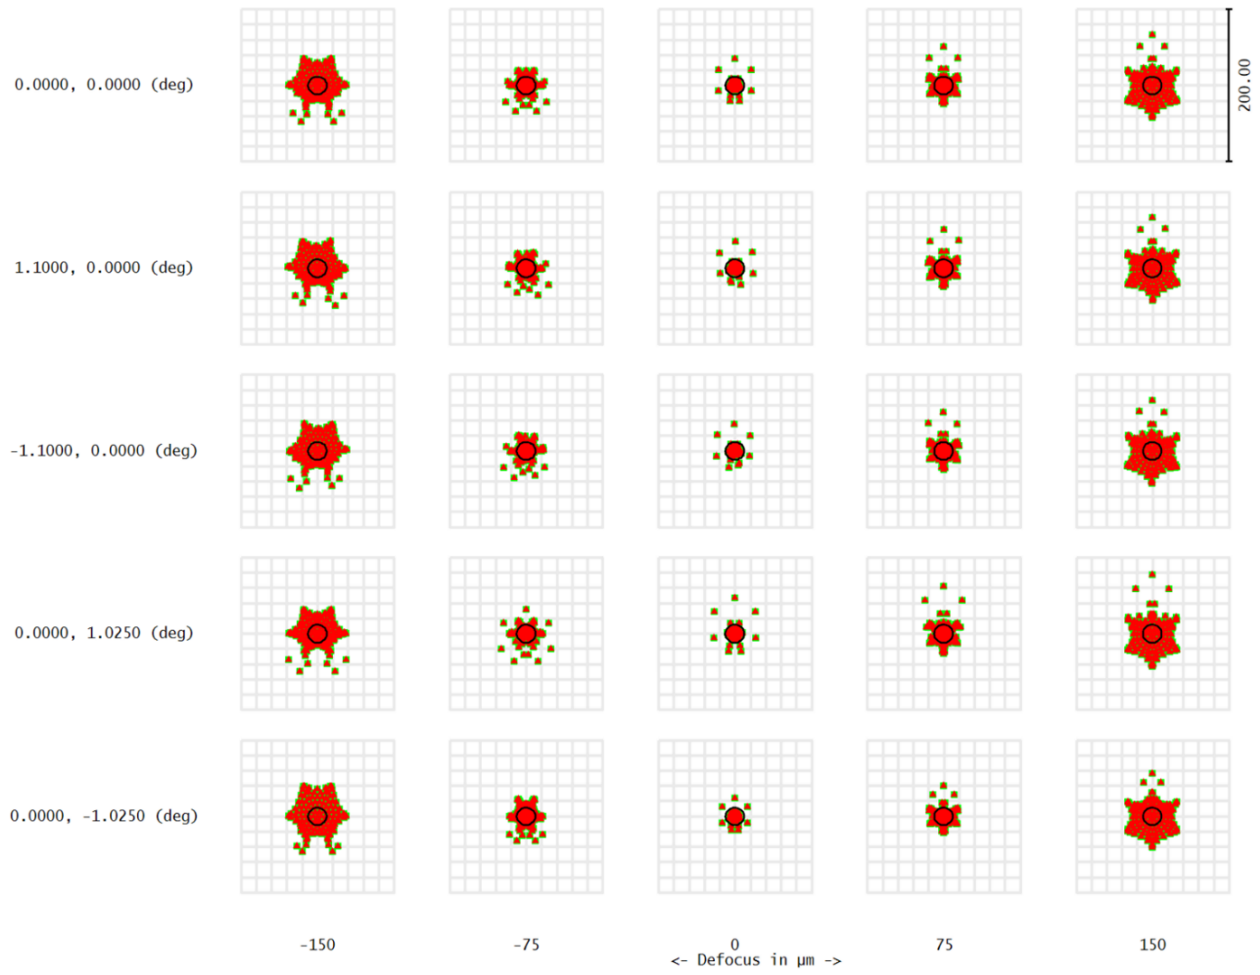 0.0000, 0.0000 (deg)
200.00
1.1000, 0.0000 (deg)
-1.1000, 0.0000 (deg)
0.0000, 1.0250 (deg)
0.0000, -1.0250 (deg)
-150 -75 0 75 150
<- Defocus in µm ->